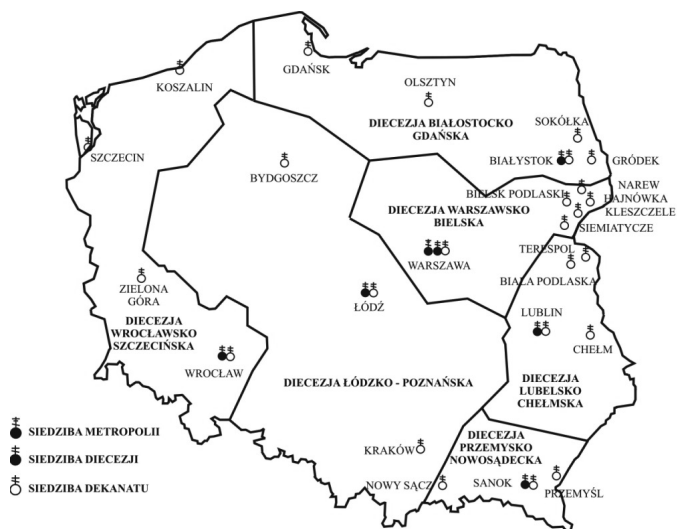 GDAŃSK
KOSZALIN
OLSZTYN
DIECEZJA BIAŁOSTOCKO
GDAŃSKA
SOKÓŁKA
SZCZECIN
BYDGOSZCZ
BIAŁYSTOK
GRÓDEK
BIELSK PODLASKI
NAREW
HAJNÓWKA
KLESZCZELE
DIECEZJA WARSZAWSKO
BIELSKA
SIEMIATYCZE
WARSZAWA
TERESPOL
BIAŁA PODLASKA
ZIELONA
GÓRA
ŁÓDŹ
LUBLIN
DIECEZJA
WROCŁAWSKO
SZCZECIŃSKA
CHEŁM
WROCŁAW
DIECEZJA ŁÓDZKO - POZNAŃSKA
DIECEZJA
LUBELSKO
CHEŁMSKA
SIEDZIBA METROPOLII
SIEDZIBA DIECEZJI
SIEDZIBA DEKANATU
KRAKÓW
DIECEZJA
PRZEMYSKO
NOWOSĄDECKA
NOWY SĄCZ
SANOK
PRZEMYŚL